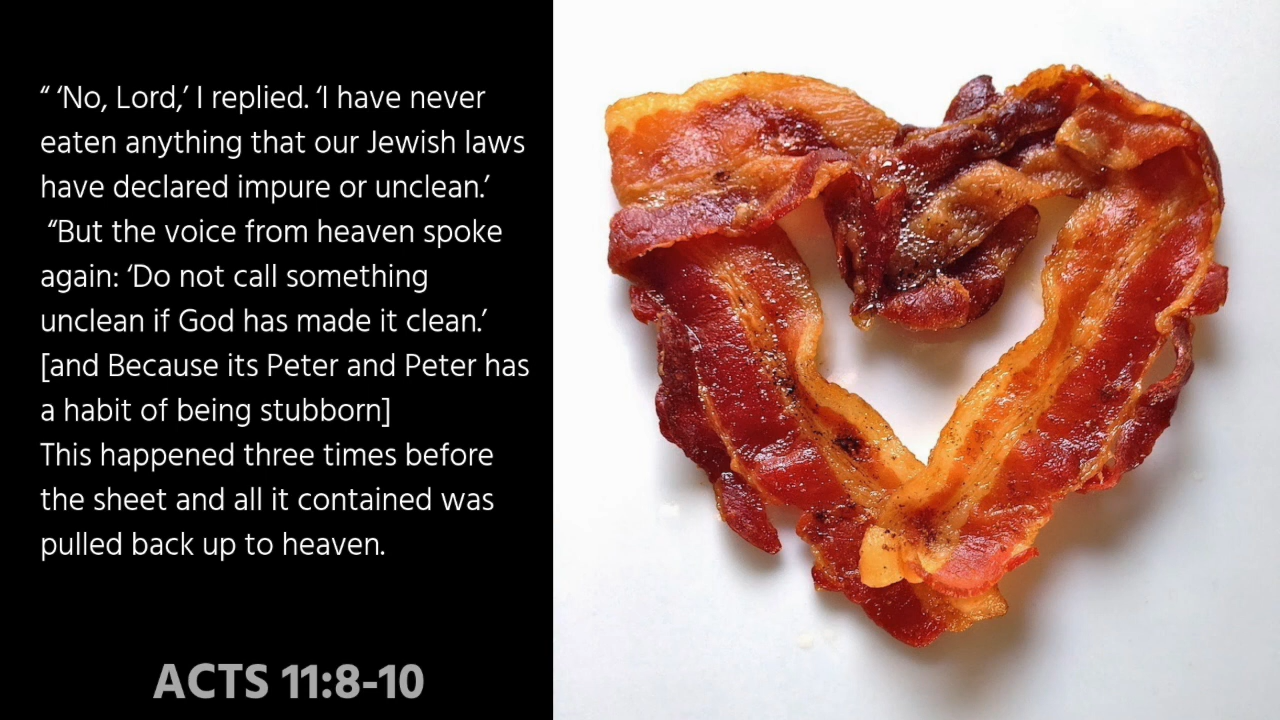 “ ‘No, Lord,’ I replied. ‘I have never
eaten anything that our Jewish laws
have declared impure or unclean.’
“But the voice from heaven spoke
again: ‘Do not call something
unclean if God has made it clean.’
[and Because its Peter and Peter has
a habit of being stubborn]
This happened three times before
the sheet and all it contained was
pulled back up to heaven.
ACTS 11:8-10